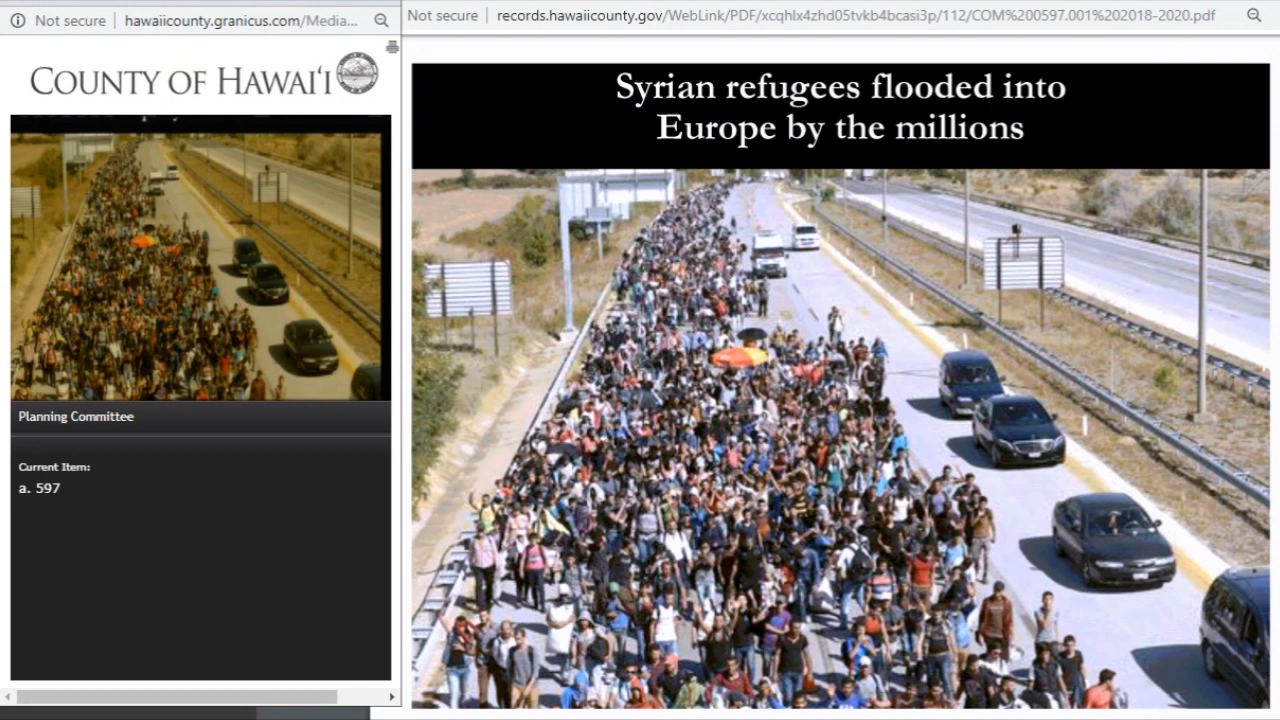 Not secure
hawaiicounty.granicus.com/Media...
COUNTY OF HAWAIʻI
Planning Committee
Current Item:
a. 597
Not secure
records.hawaiicounty.gov/WebLink/PDF/xcqhlx4zhd05tvkb4bcasi3p/112/COM%200597.001%202018-2020.pdf
Syrian refugees flooded into
Europe by the millions